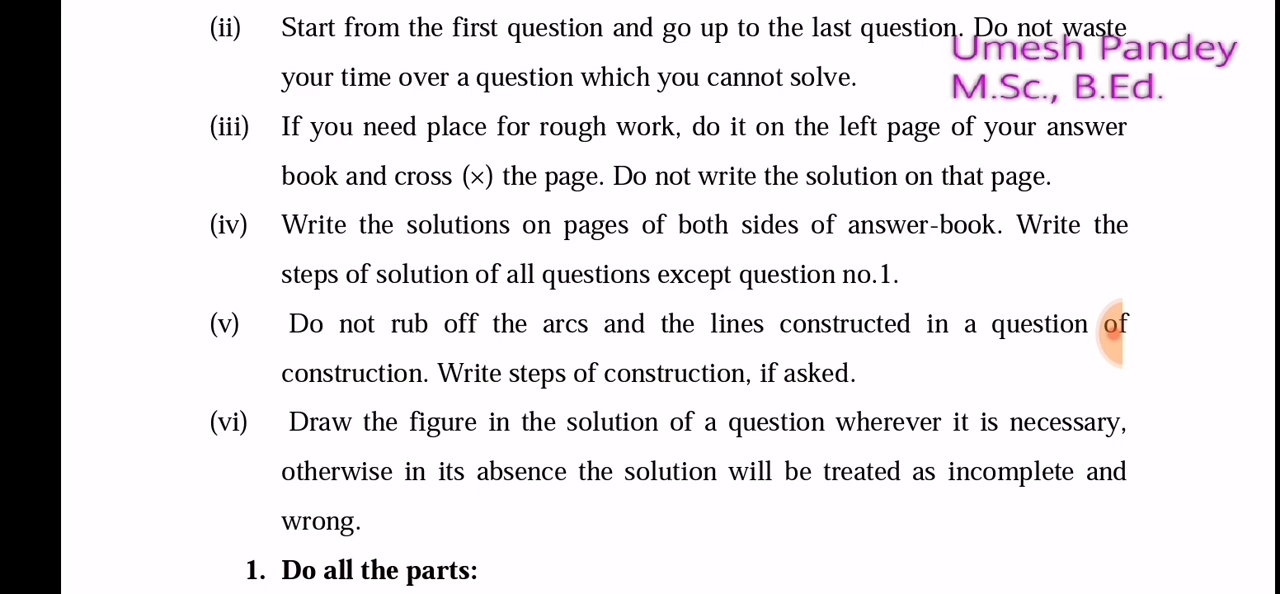 (ii) Start from the first question and go up to the last question. Do not waste
Umesh Pandey
your time over a question which you cannot solve.
M.Sc., B.Ed.
(iii) If you need place for rough work, do it on the left page of your answer
book and cross (×) the page. Do not write the solution on that page.
(iv) Write the solutions on pages of both sides of answer-book. Write the
steps of solution of all questions except question no.1.
(v) Do not rub off the arcs and the lines constructed in a question of
construction. Write steps of construction, if asked.
(vi) Draw the figure in the solution of a question wherever it is necessary,
otherwise in its absence the solution will be treated as incomplete and
wrong.
1. Do all the parts: